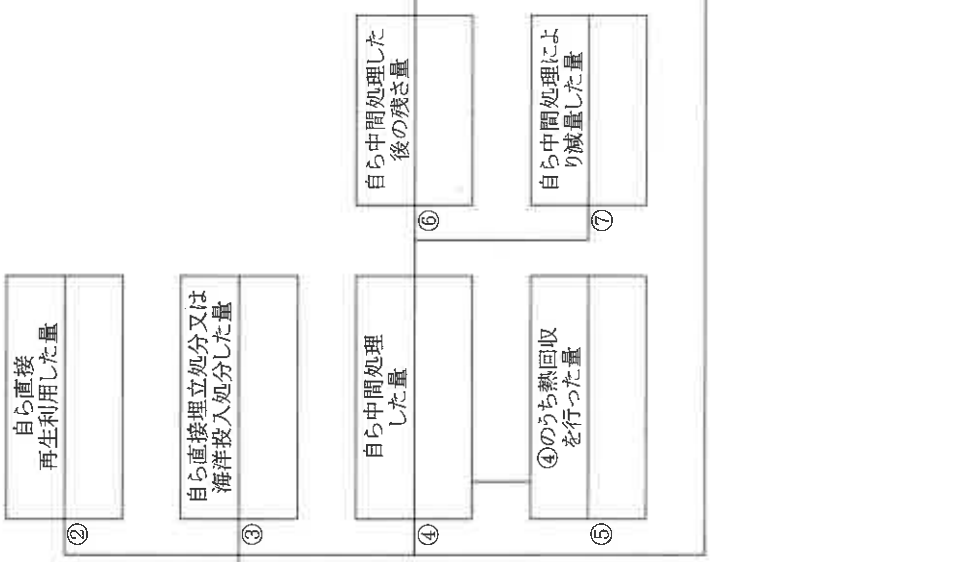 ②
自ら直接
再生利用した量
③
自ら直接埋立処分又は
海洋投入処分した量
④
自ら中間処理
した量
⑤
④のうち熱回収
を行った量
⑥
自ら中間処理した
後の残さ量
⑦
自ら中間処理によ
り減量した量